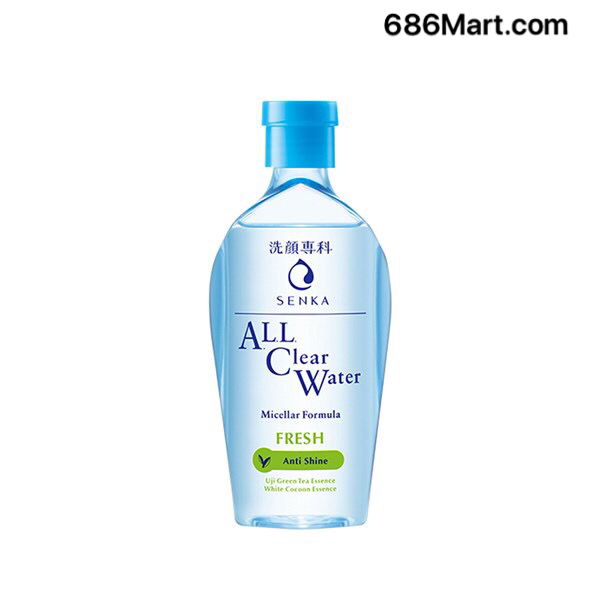 686Mart.com
洗顔専科
SENKA
A.L.L.
Clear
Water
Micellar Formula
FRESH
Anti Shine
Uji Green Tea Essence
White Cocoon Essence